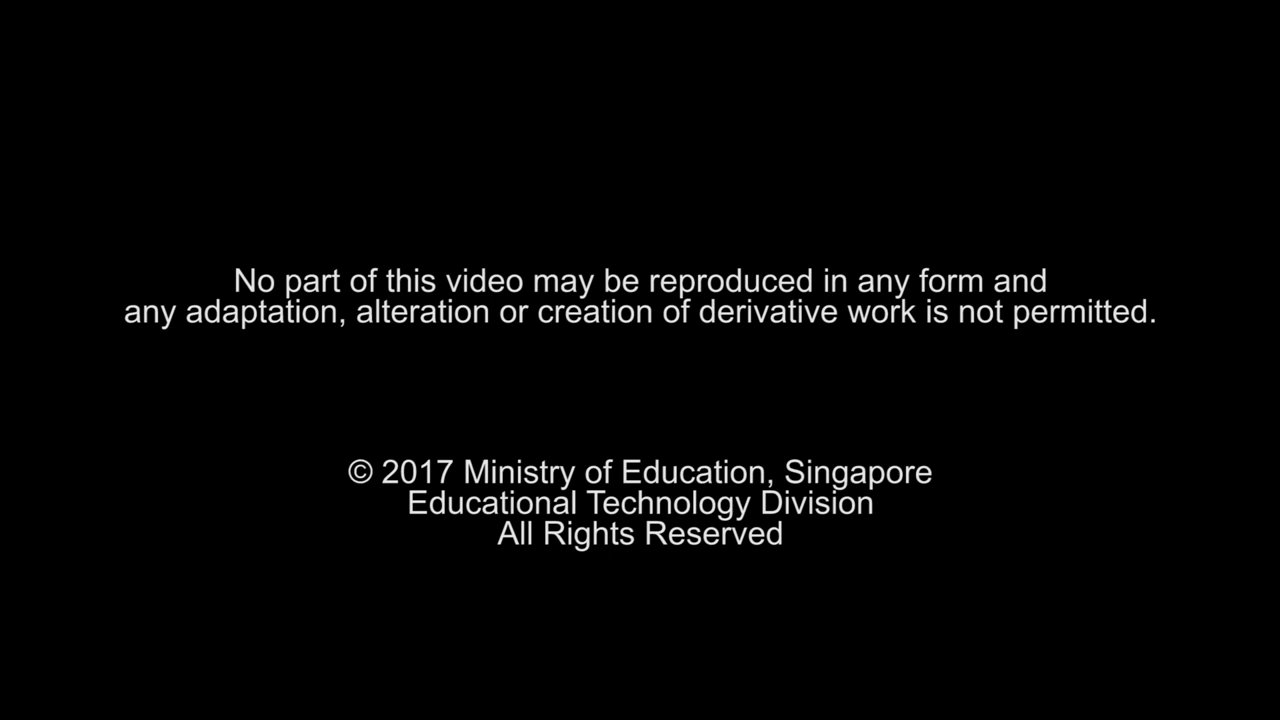 No part of this video may be reproduced in any form and
any adaptation, alteration or creation of derivative work is not permitted.
© 2017 Ministry of Education, Singapore
Educational Technology Division
All Rights Reserved